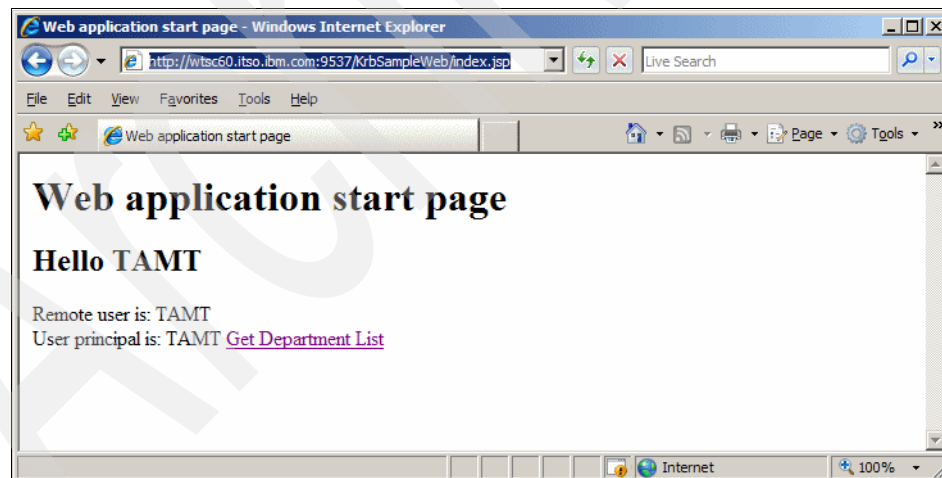 Web application start page - Windows Internet Explorer
http://wtsc60.itso.ibm.com:9537/KrbSampleWeb/index.jsp
Live Search
File Edit View Favorites Tools Help
Web application start page
Page Tools »
Web application start page
Hello TAMT
Remote user is: TAMT
User principal is: TAMT Get Department List
Internet
100%